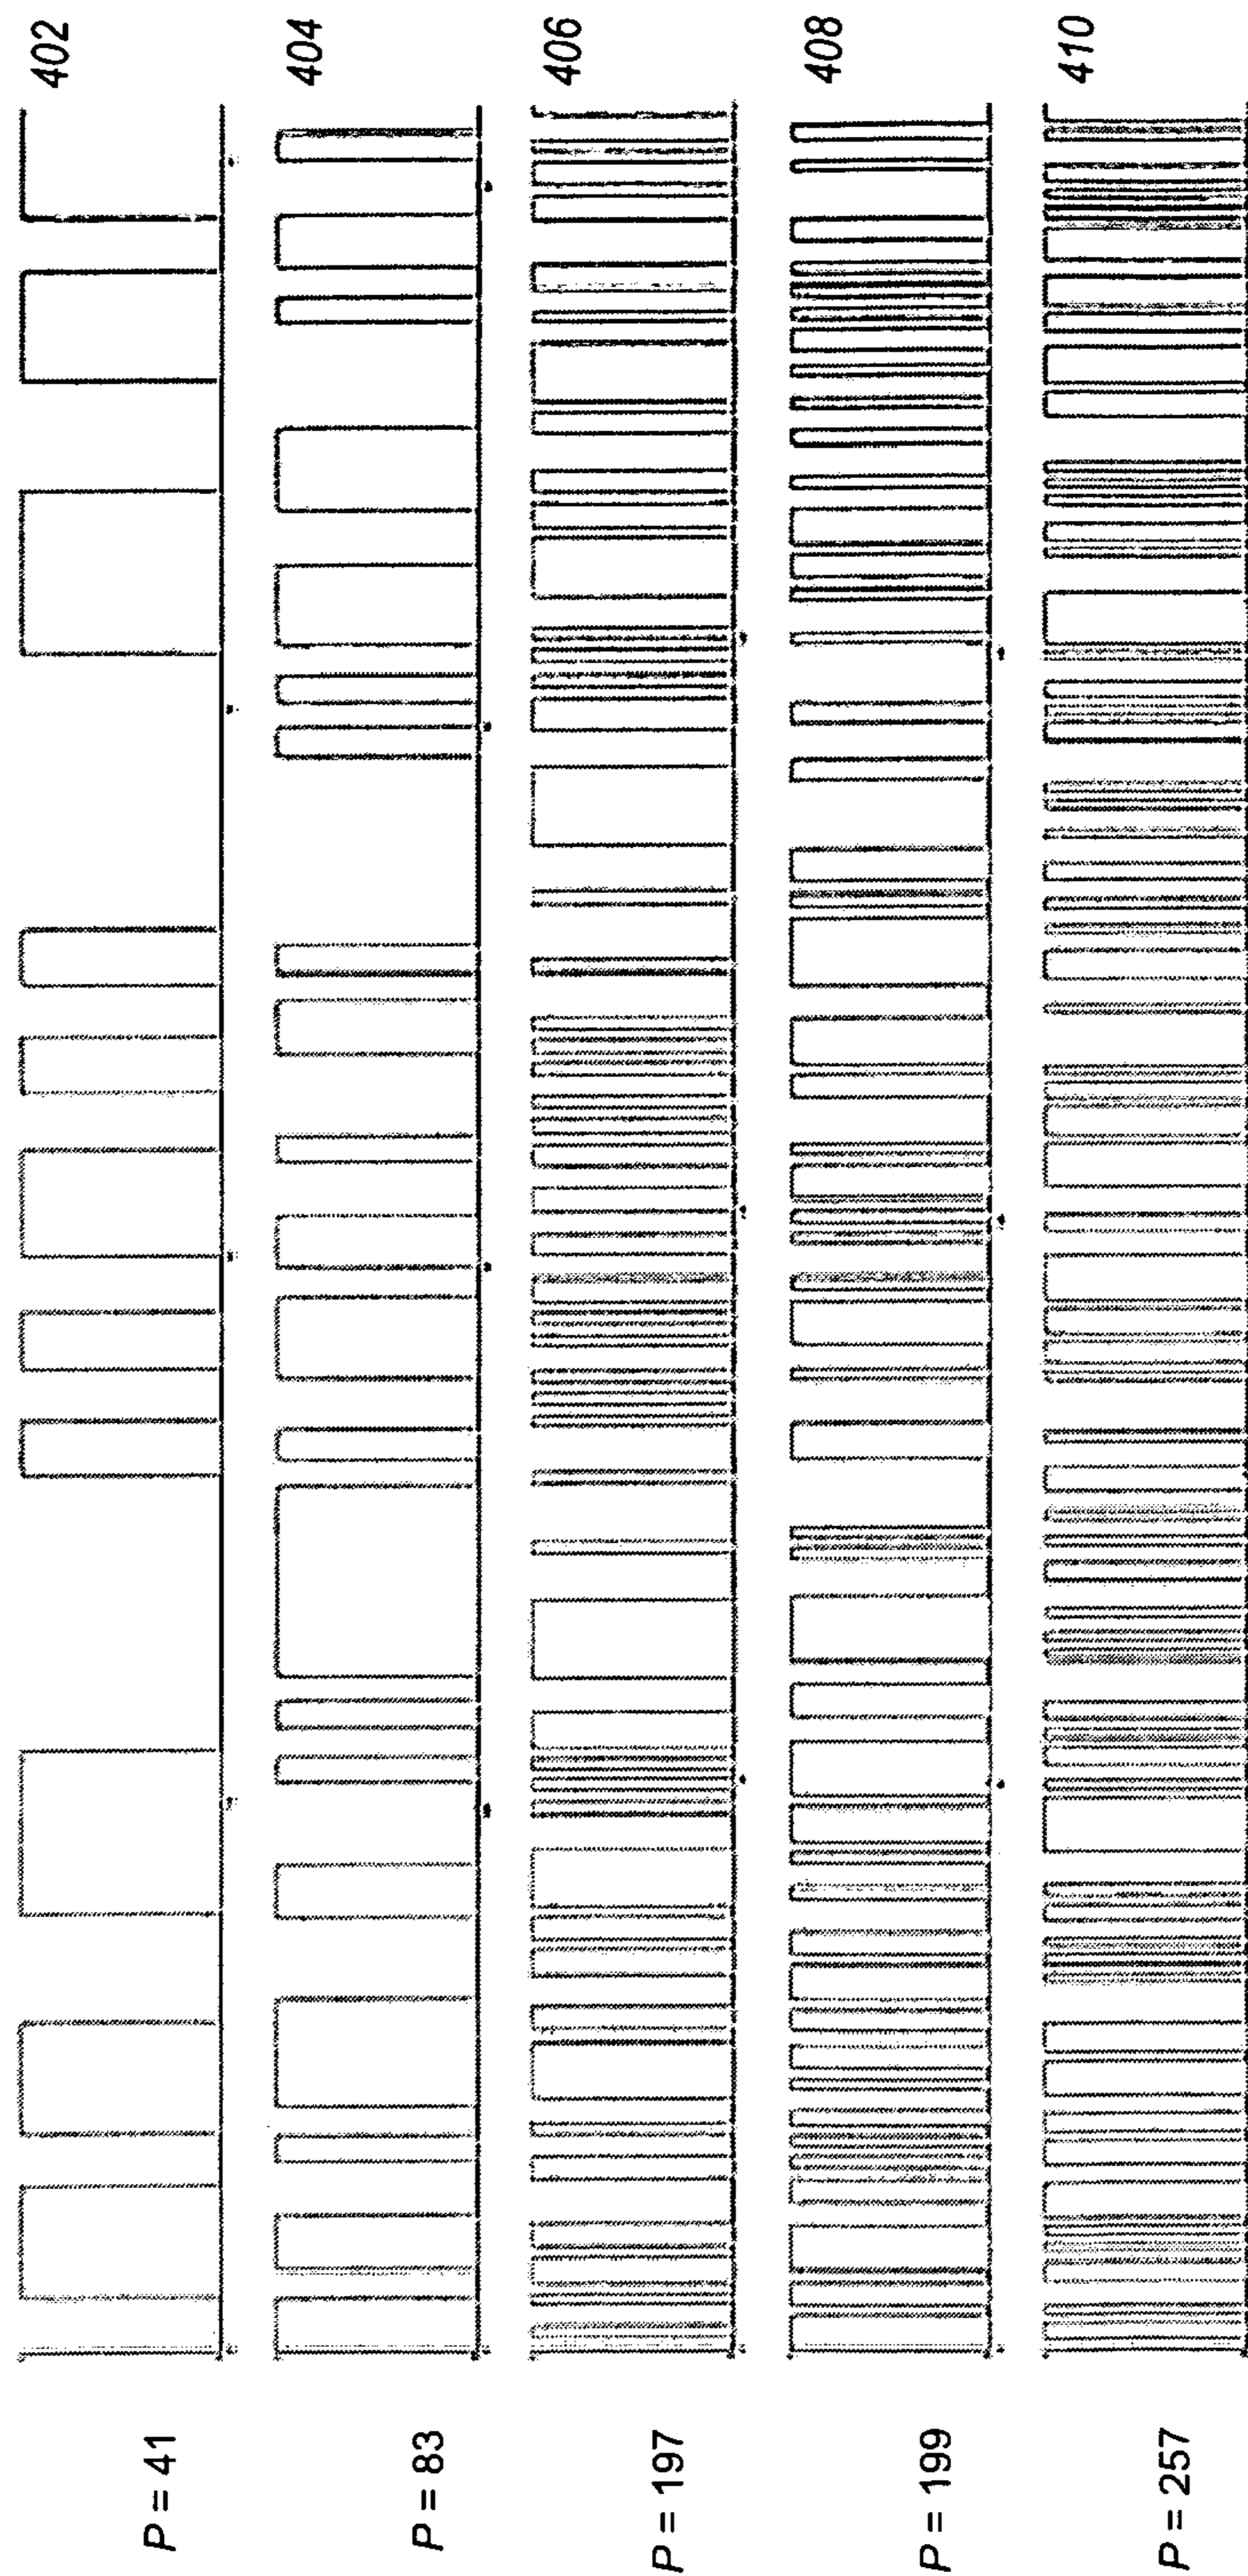 P = 41
402
P = 83
404
P = 197
406
P = 199
408
P = 257
410